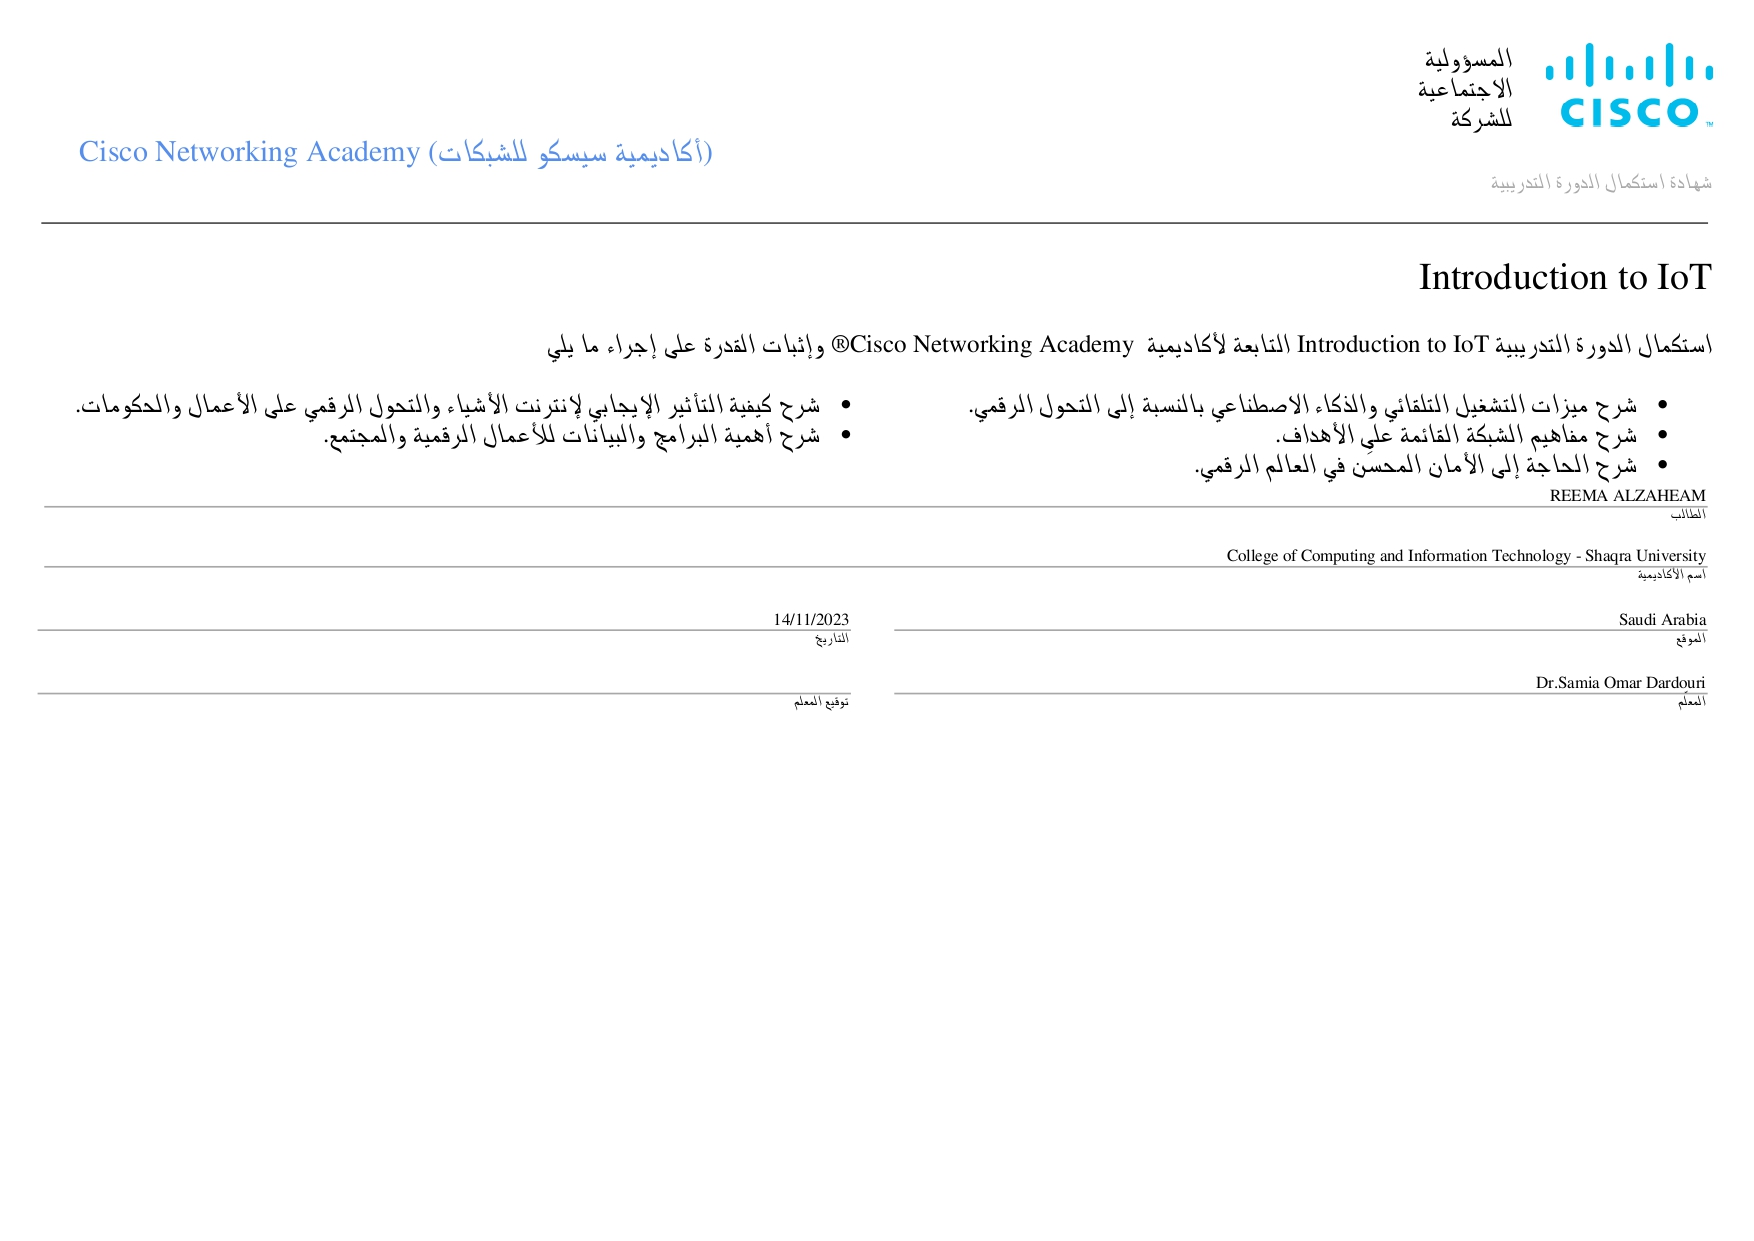 المسؤولية
الاجتماعية
للشركة
CISCO™
Cisco Networking Academy (أكاديمية سيسكو للشبكات)
شهادة استكمال الدورة التدريبية
Introduction to IoT
استكمال الدورة التدريبية Introduction to IoT التابعة لأكاديمية Cisco Networking Academy® وإثبات القدرة على إجراء ما يلي
• شرح ميزات التشغيل التلقائي والذكاء الاصطناعي بالنسبة إلى التحول الرقمي.
• شرح مفاهيم الشبكة القائمة على الأهداف.
• شرح الحاجة إلى الأمان المحسَن في العالم الرقمي.
• شرح كيفية التأثير الإيجابي لإنترنت الأشياء والتحول الرقمي على الأعمال والحكومات.
• شرح أهمية البرامج والبيانات للأعمال الرقمية والمجتمع.
REEMA ALZAHEAM
الطالب
College of Computing and Information Technology - Shaqra University
اسم الأكاديمية
Saudi Arabia
الموقع
14/11/2023
التاريخ
Dr.Samia Omar Dardouri
المعلِم
توقيع المعلم